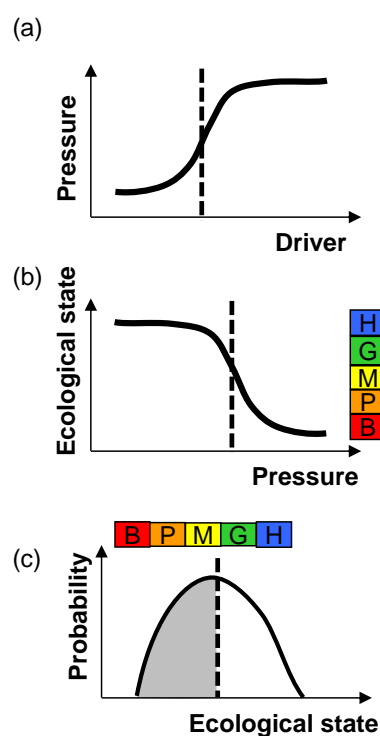 (a)
Pressure
Driver
(b)
Ecological state
H
G
M
P
B
Pressure
B P M G H
(c)
Probability
Ecological state